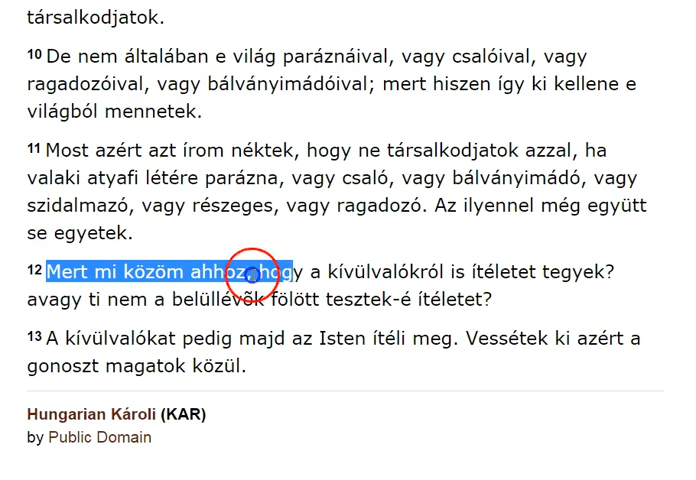 társalkodjatok.
10 De nem általában e világ paráznáival, vagy csalóival, vagy
ragadozóival, vagy bálványimádóival; mert hiszen így ki kellene e
világból mennetek.
11 Most azért azt írom néktek, hogy ne társalkodjatok azzal, ha
valaki atyafi létére parázna, vagy csaló, vagy bálványimádó, vagy
szidalmazó, vagy részeges, vagy ragadozó. Az ilyennel még együtt
se egyetek.
12 Mert mi közöm ahhoz, hogy a kívülvalókról is ítéletet tegyek?
avagy ti nem a belüllévõk fölött tesztek-é ítéletet?
13 A kívülvalókat pedig majd az Isten ítéli meg. Vessétek ki azért a
gonoszt magatok közül.
Hungarian Károli (KAR)
by Public Domain